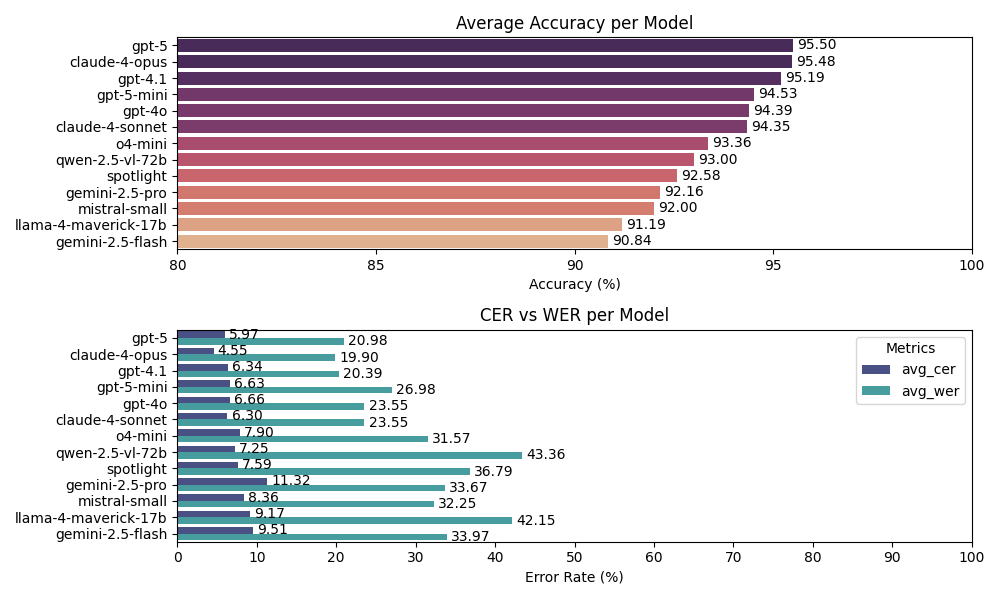 Average Accuracy per Model
gpt-5 95.50
claude-4-opus 95.48
gpt-4.1 95.19
gpt-5-mini 94.53
gpt-4o 94.39
claude-4-sonnet 94.35
o4-mini 93.36
qwen-2.5-vl-72b 93.00
spotlight 92.58
gemini-2.5-pro 92.16
mistral-small 92.00
llama-4-maverick-17b 91.19
gemini-2.5-flash 90.84
80 85 90 95 100
Accuracy (%)
CER vs WER per Model
Metrics
avg_cer
avg_wer
gpt-5 5.97 20.98
claude-4-opus 4.55 19.90
gpt-4.1 6.34 20.39
gpt-5-mini 6.63 26.98
gpt-4o 6.66 23.55
claude-4-sonnet 6.30 23.55
o4-mini 7.90 31.57
qwen-2.5-vl-72b 7.25 43.36
spotlight 7.59 36.79
gemini-2.5-pro 11.32 33.67
mistral-small 8.36 32.25
llama-4-maverick-17b 9.17 42.15
gemini-2.5-flash 9.51 33.97
0 10 20 30 40 50 60 70 80 90 100
Error Rate (%)